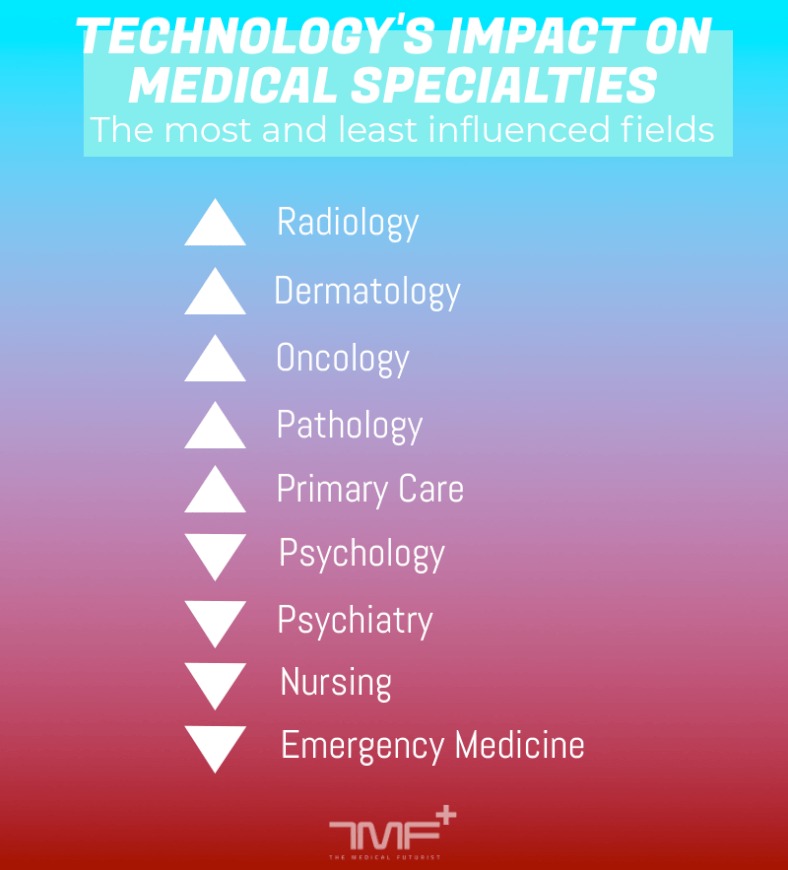 TECHNOLOGY'S IMPACT ON
MEDICAL SPECIALTIES
The most and least influenced fields
Radiology
Dermatology
Oncology
Pathology
Primary Care
Psychology
Psychiatry
Nursing
Emergency Medicine
TMF+
THE MEDICAL FUTURIST